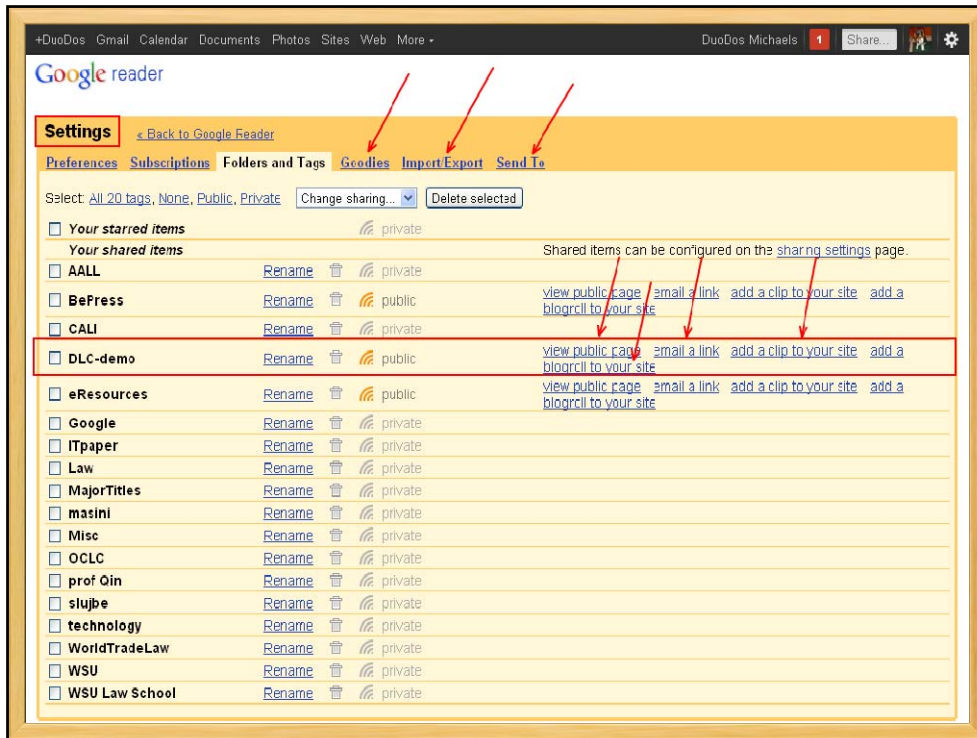 +DuoDos Gmail Calendar Documents Photos Sites Web More DuoDos Michaels 1 Share...
Google reader
Settings « Back to Google Reader
Preferences Subscriptions Folders and Tags Goodies Import/Export Send To
Select: All 20 tags, None, Public, Private Change sharing... Delete selected
Your starred items private
Your shared items Shared items can be configured on the sharing settings page.
AALL Rename private
BePress Rename public view public page email a link add a clip to your site add a
blogroll to your site
CALI Rename private
DLC-demo Rename public view public page email a link add a clip to your site add a
blogroll to your site
eResources Rename public view public page email a link add a clip to your site add a
blogroll to your site
Google Rename private
ITpaper Rename private
Law Rename private
MajorTitles Rename private
masini Rename private
Misc Rename private
OCLC Rename private
prof Qin Rename private
slujbe Rename private
technology Rename private
WorldTradeLaw Rename private
WSU Rename private
WSU Law School Rename private